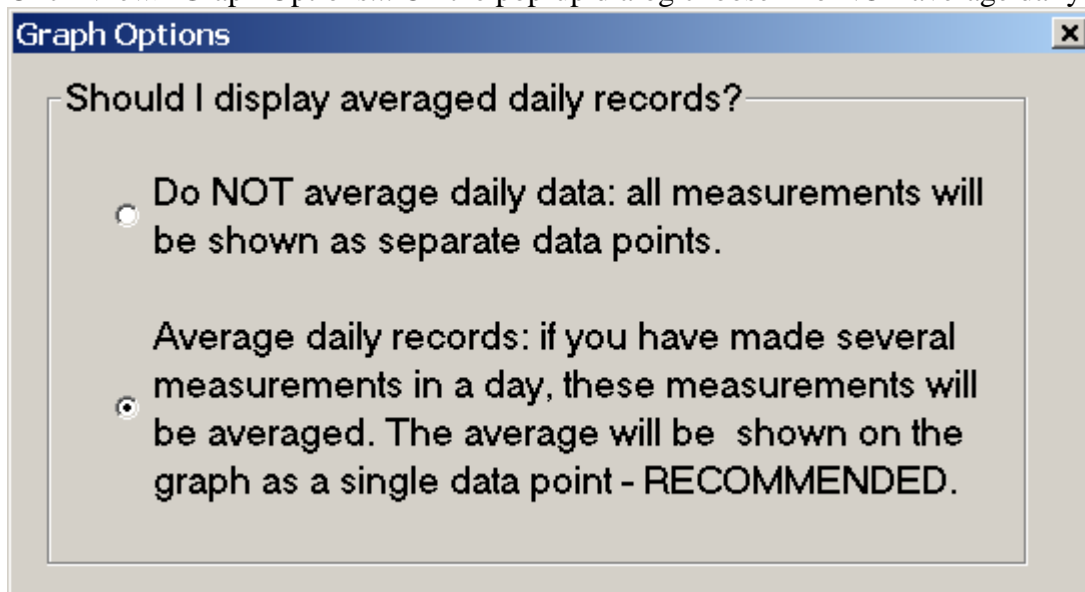 Graph Options
Should I display averaged daily records?
Do NOT average daily data: all measurements will
be shown as separate data points.
Average daily records: if you have made several
measurements in a day, these measurements will
be averaged. The average will be shown on the
graph as a single data point - RECOMMENDED.